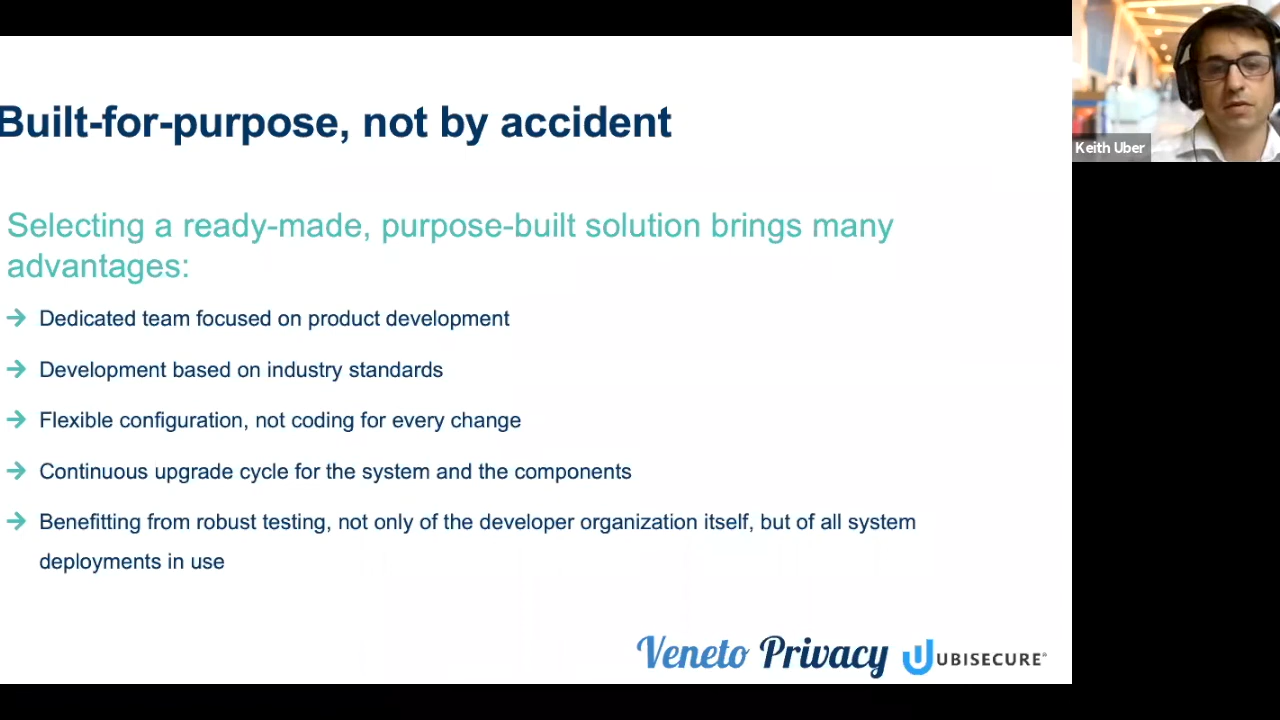 Built-for-purpose, not by accident
Keith Uber
Selecting a ready-made, purpose-built solution brings many
advantages:
Dedicated team focused on product development
Development based on industry standards
Flexible configuration, not coding for every change
Continuous upgrade cycle for the system and the components
Benefitting from robust testing, not only of the developer organization itself, but of all system
deployments in use
Veneto Privacy UBISECURE®